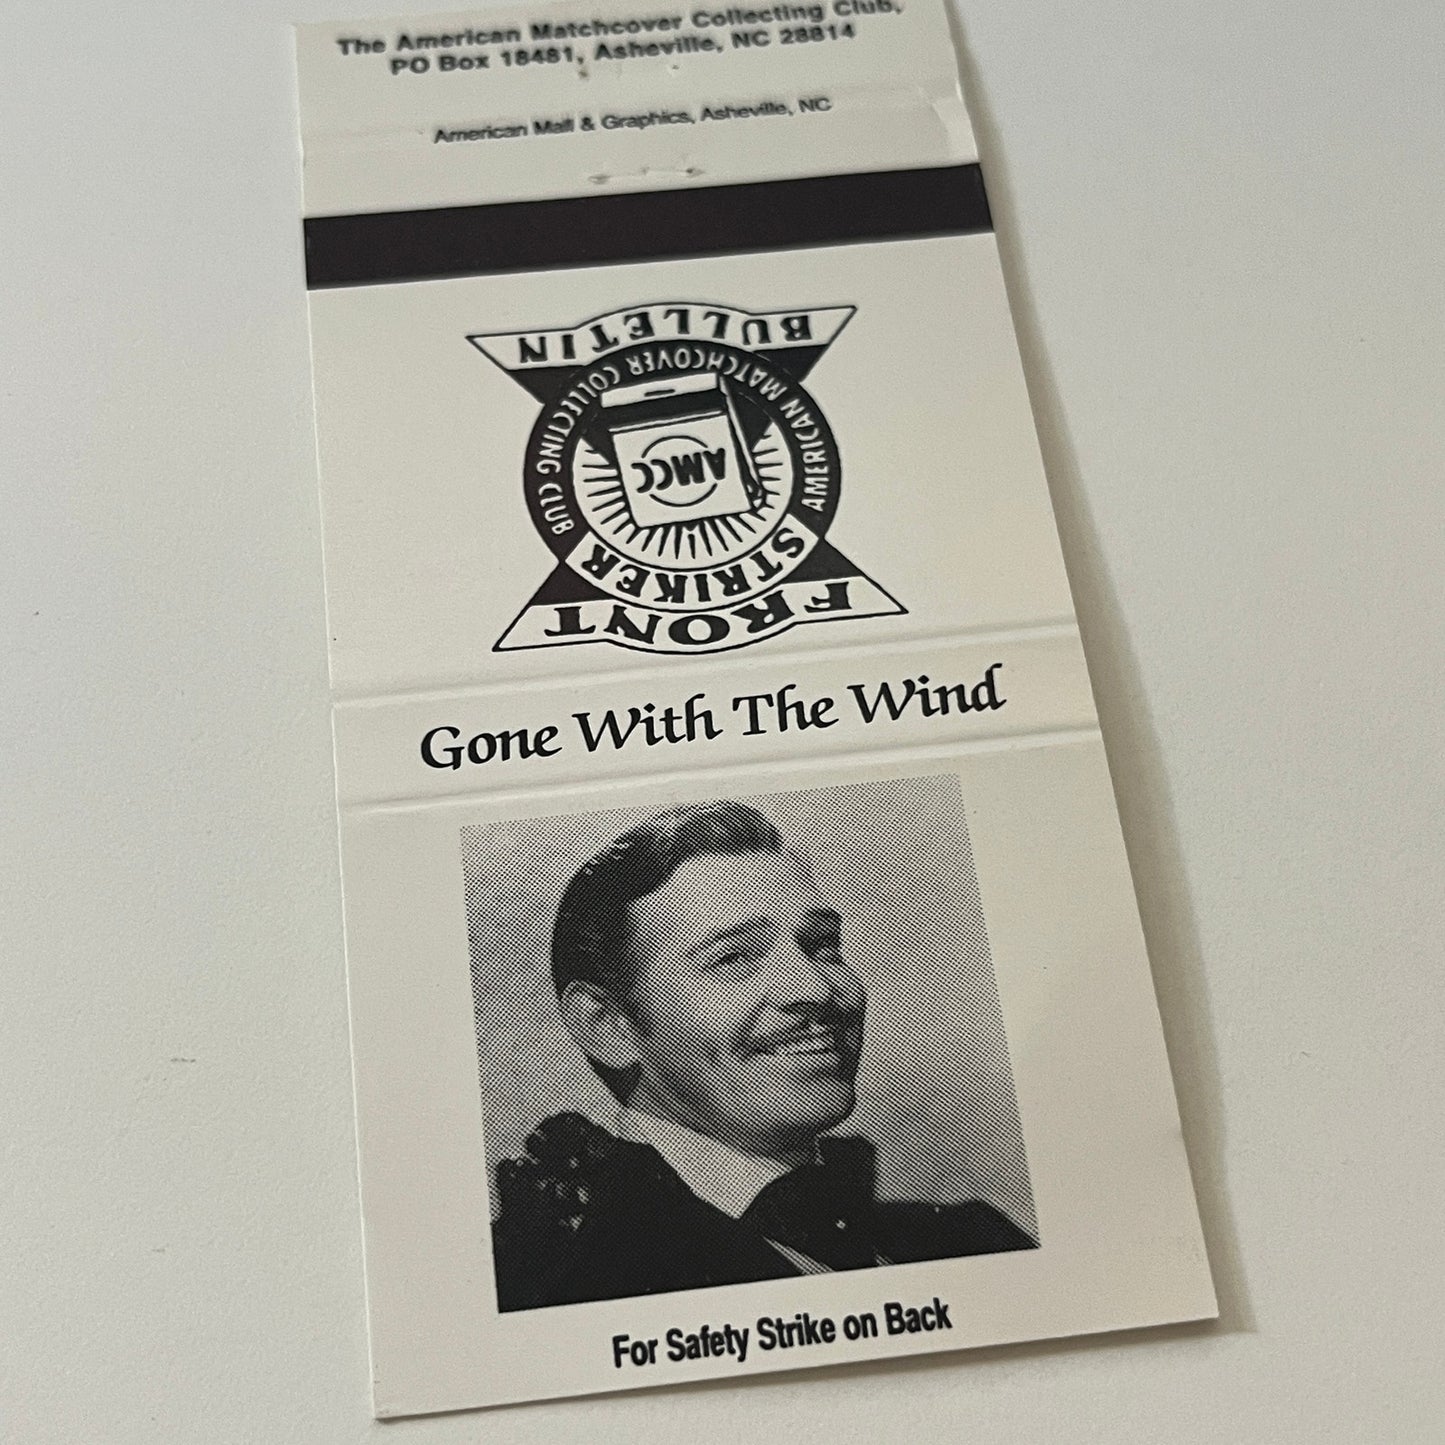 The American Matchcover Collecting Club,
PO Box 18481, Asheville, NC 28814
American Mail & Graphics, Asheville, NC
FRONT
STRIKER
AMERICAN MATCHCOVER COLLECTING CLUB
AMCC
BULLETIN
Gone With The Wind
For Safety Strike on Back